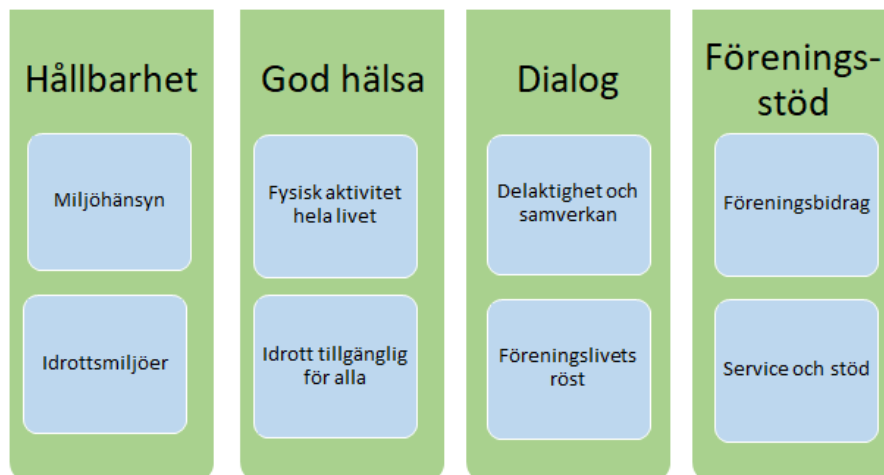 Hållbarhet
Miljöhänsyn
Idrottsmiljöer
God hälsa
Fysisk aktivitet
hela livet
Idrott tillgänglig
för alla
Dialog
Delaktighet och
samverkan
Föreningslivets
röst
Förenings-
stöd
Föreningsbidrag
Service och stöd